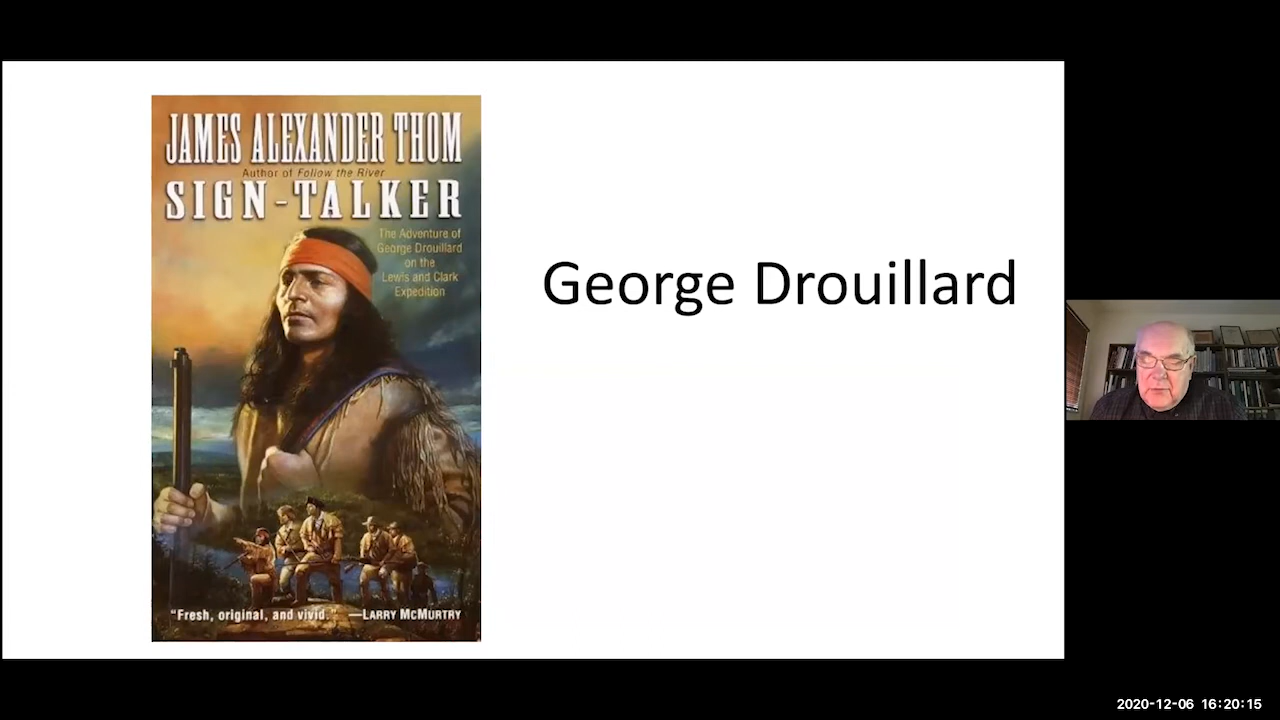 JAMES ALEXANDER THOM
Author of Follow the River
SIGN-TALKER
The Adventure of
George Drouillard
on the
Lewis and Clark
Expedition
"Fresh, original, and vivid." —LARRY MCMURTRY
George Drouillard
2020-12-06 16:20:15